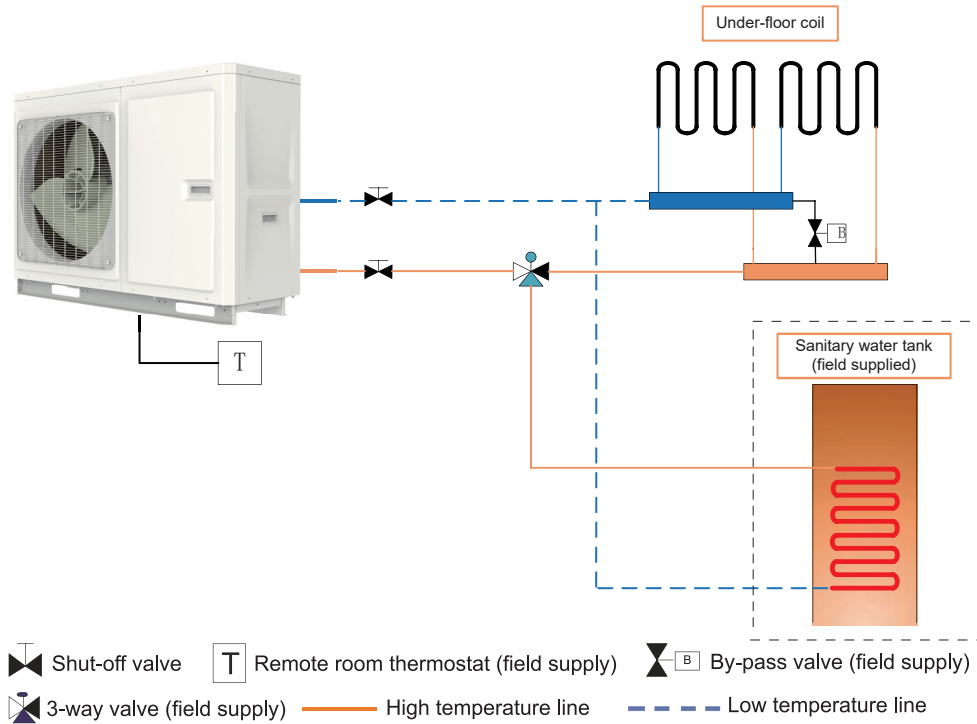 Under-floor coil
B
T
Sanitary water tank
(field supplied)
Shut-off valve
T Remote room thermostat (field supply)
B By-pass valve (field supply)
3-way valve (field supply)
High temperature line
Low temperature line